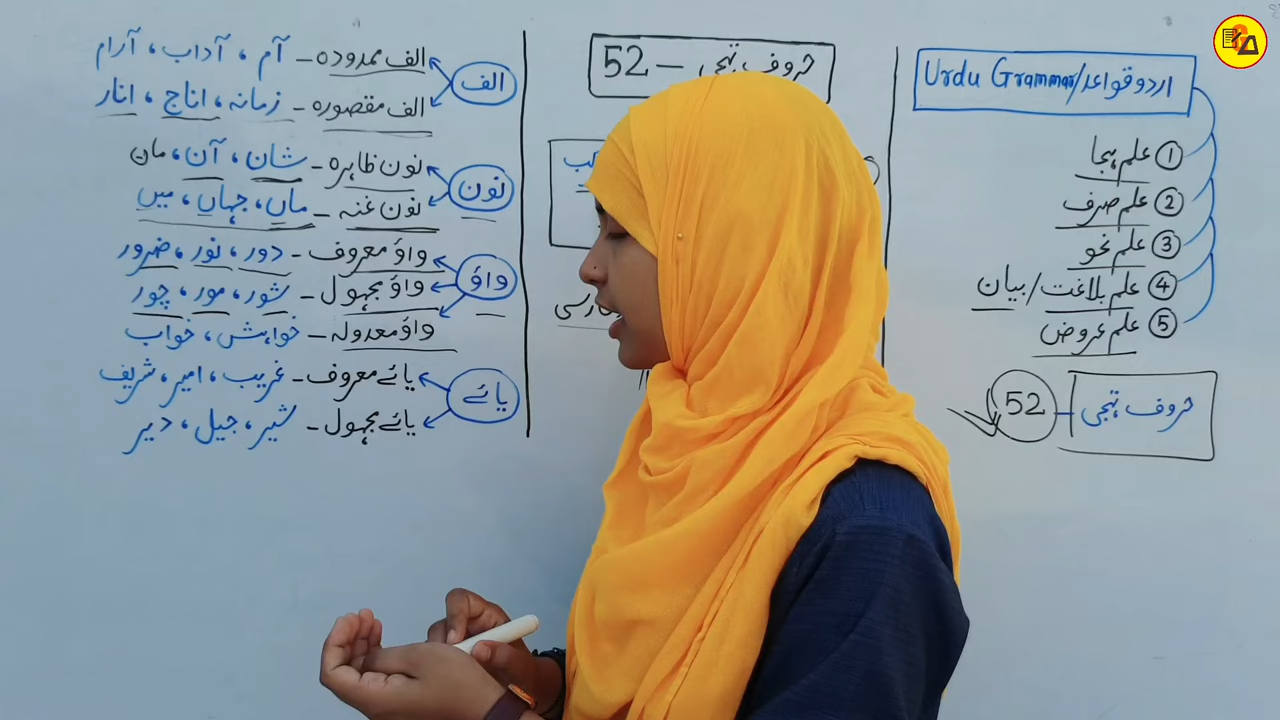 اردو قواعد/Urdu Grammar
① علم ہجا
② علم صرف
③ علم نحو
④ علم بلاغت/بیان
⑤ علم عروض
حروف تہجی - 52
حروف تہجی - 52
الف
الف ممدودہ - آم ، آداب ، آرام
الف مقصورہ - زمانہ ، اناج ، انار
نون
نون ظاہرہ - شان ، آن ، مان
نون غنہ - ماں ، جہاں ، میں
واؤ
واؤ معروف - دور ، نور ، ضرور
واؤ مجہول - شور ، مور ، چور
واؤ معدولہ - خواہش ، خواب
یائے
یائے معروف - غریب ، امیر ، شریف
یائے مجہول - شیر ، جیل ، دیر